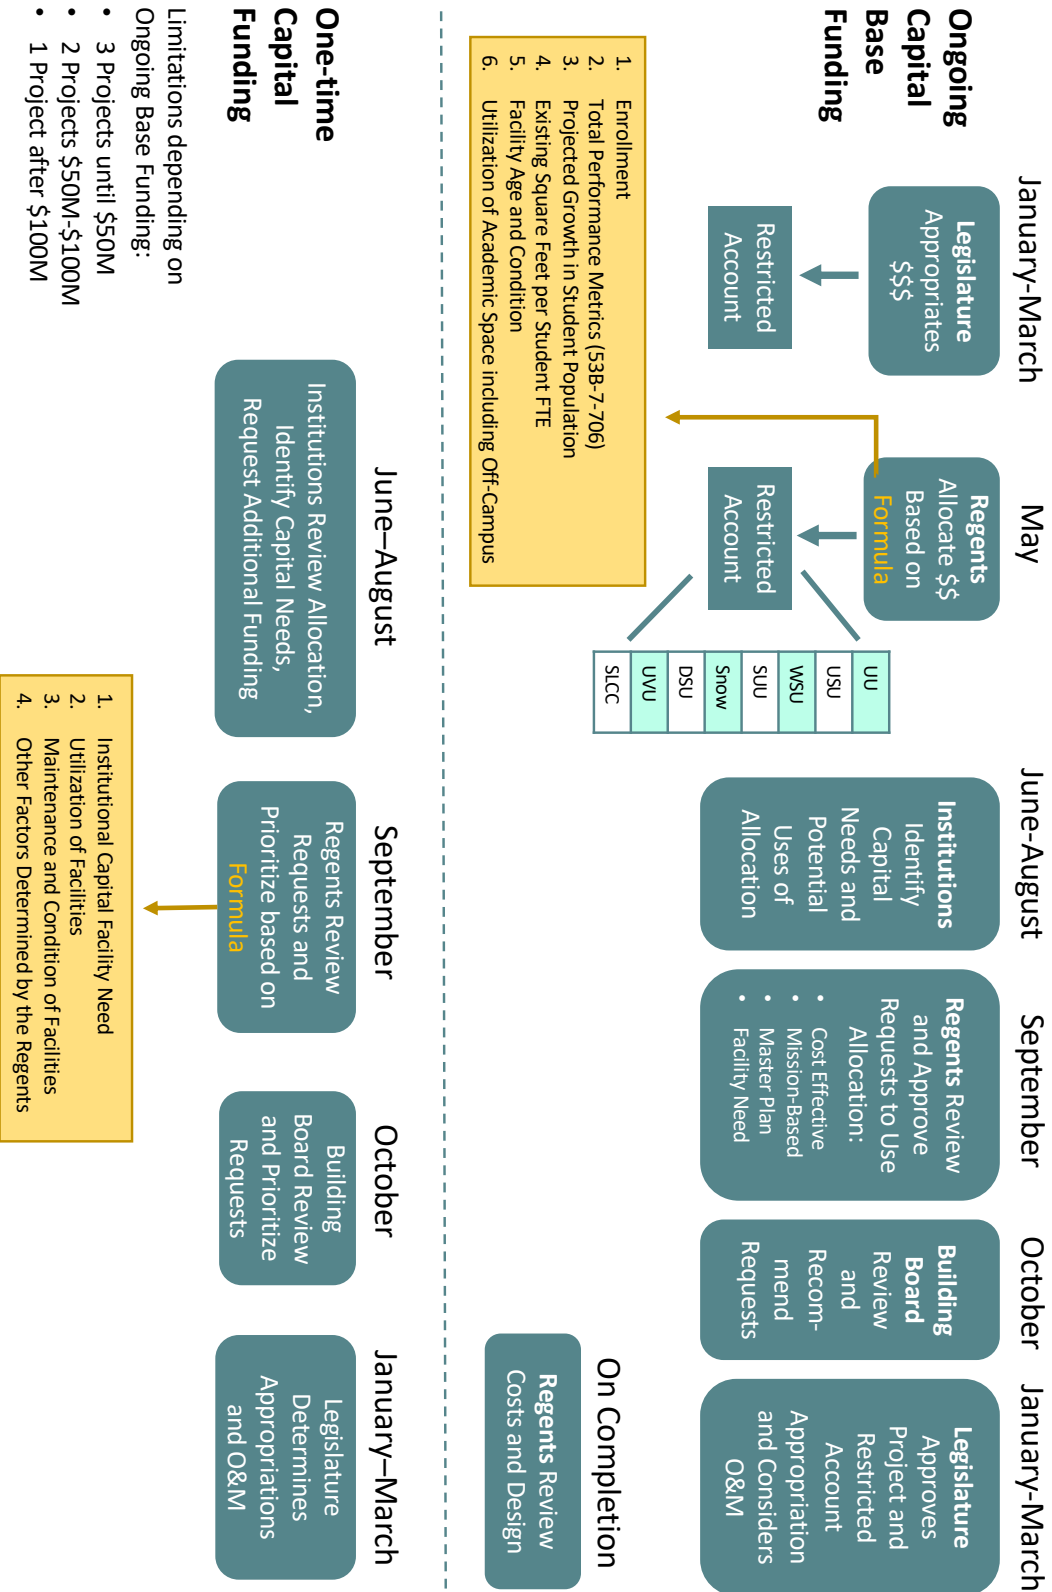 Ongoing
Capital
Base
Funding
January-March
Legislature
Appropriates
$$$
Restricted
Account
May
Regents
Allocate $$
Based on
Formula
Restricted
Account
UU
USU
WSU
SUU
Snow
DSU
UVU
SLCC
1. Enrollment
2. Total Performance Metrics (53B-7-706)
3. Projected Growth in Student Population
4. Existing Square Feet per Student FTE
5. Facility Age and Condition
6. Utilization of Academic Space including Off-Campus
June-August
Institutions
Identify
Capital
Needs and
Potential
Uses of
Allocation
September
Regents Review
and Approve
Requests to Use
Allocation:
• Cost Effective
• Mission-Based
• Master Plan
• Facility Need
October
Building
Board
Review
and
Recom-
mend
Requests
January-March
Legislature
Approves
Project and
Restricted
Account
Appropriation
and Considers
O&M
On Completion
Regents Review
Costs and Design
One-time
Capital
Funding
Limitations depending on
Ongoing Base Funding:
• 3 Projects until $50M
• 2 Projects $50M-$100M
• 1 Project after $100M
June–August
Institutions Review Allocation,
Identify Capital Needs,
Request Additional Funding
September
Regents Review
Requests and
Prioritize based on
Formula
1. Institutional Capital Facility Need
2. Utilization of Facilities
3. Maintenance and Condition of Facilities
4. Other Factors Determined by the Regents
October
Building
Board Review
and Prioritize
Requests
January–March
Legislature
Determines
Appropriations
and O&M